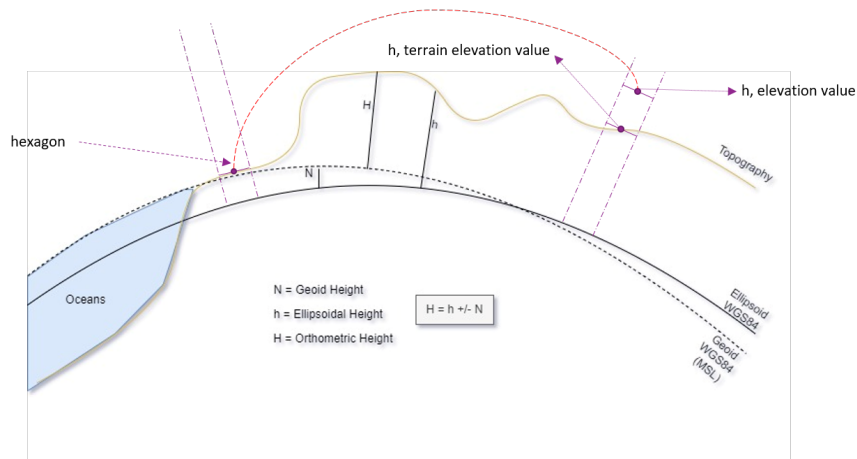 h, terrain elevation value
h, elevation value
H
h
hexagon
Topography
N
Oceans
N = Geoid Height
h = Ellipsoidal Height
H = Orthometric Height
H = h +/- N
Ellipsoid
WGS84
Geoid
WGS84
(MSL)